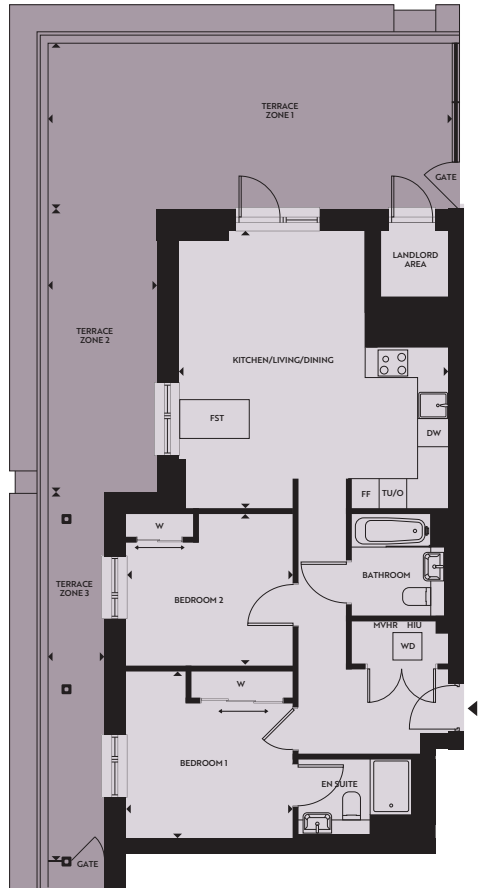 TERRACE
ZONE 1
GATE
LANDLORD
AREA
TERRACE
ZONE 2
KITCHEN/LIVING/DINING
FST
DW
FF
TU/O
W
TERRACE
ZONE 3
BEDROOM 2
BATHROOM
MVHR HIU
WD
W
BEDROOM 1
EN SUITE
GATE